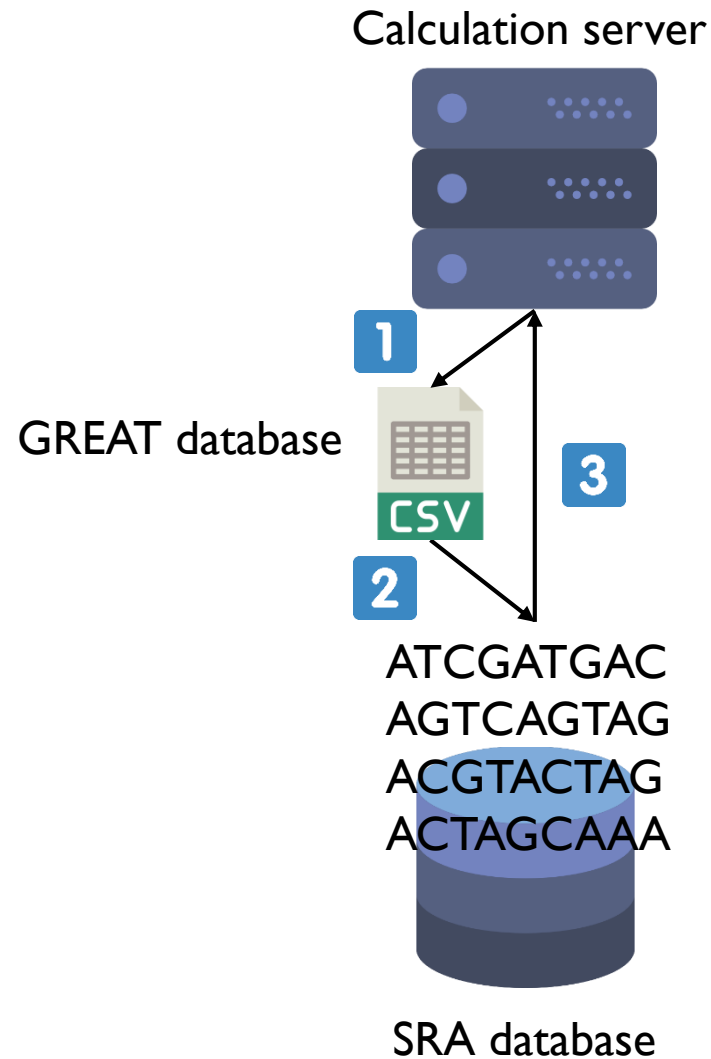 Calculation server
1
GREAT database
CSV
3
2
ATCGATGAC
AGTCAGTAG
ACGTACTAG
ACTAGCAAA
SRA database